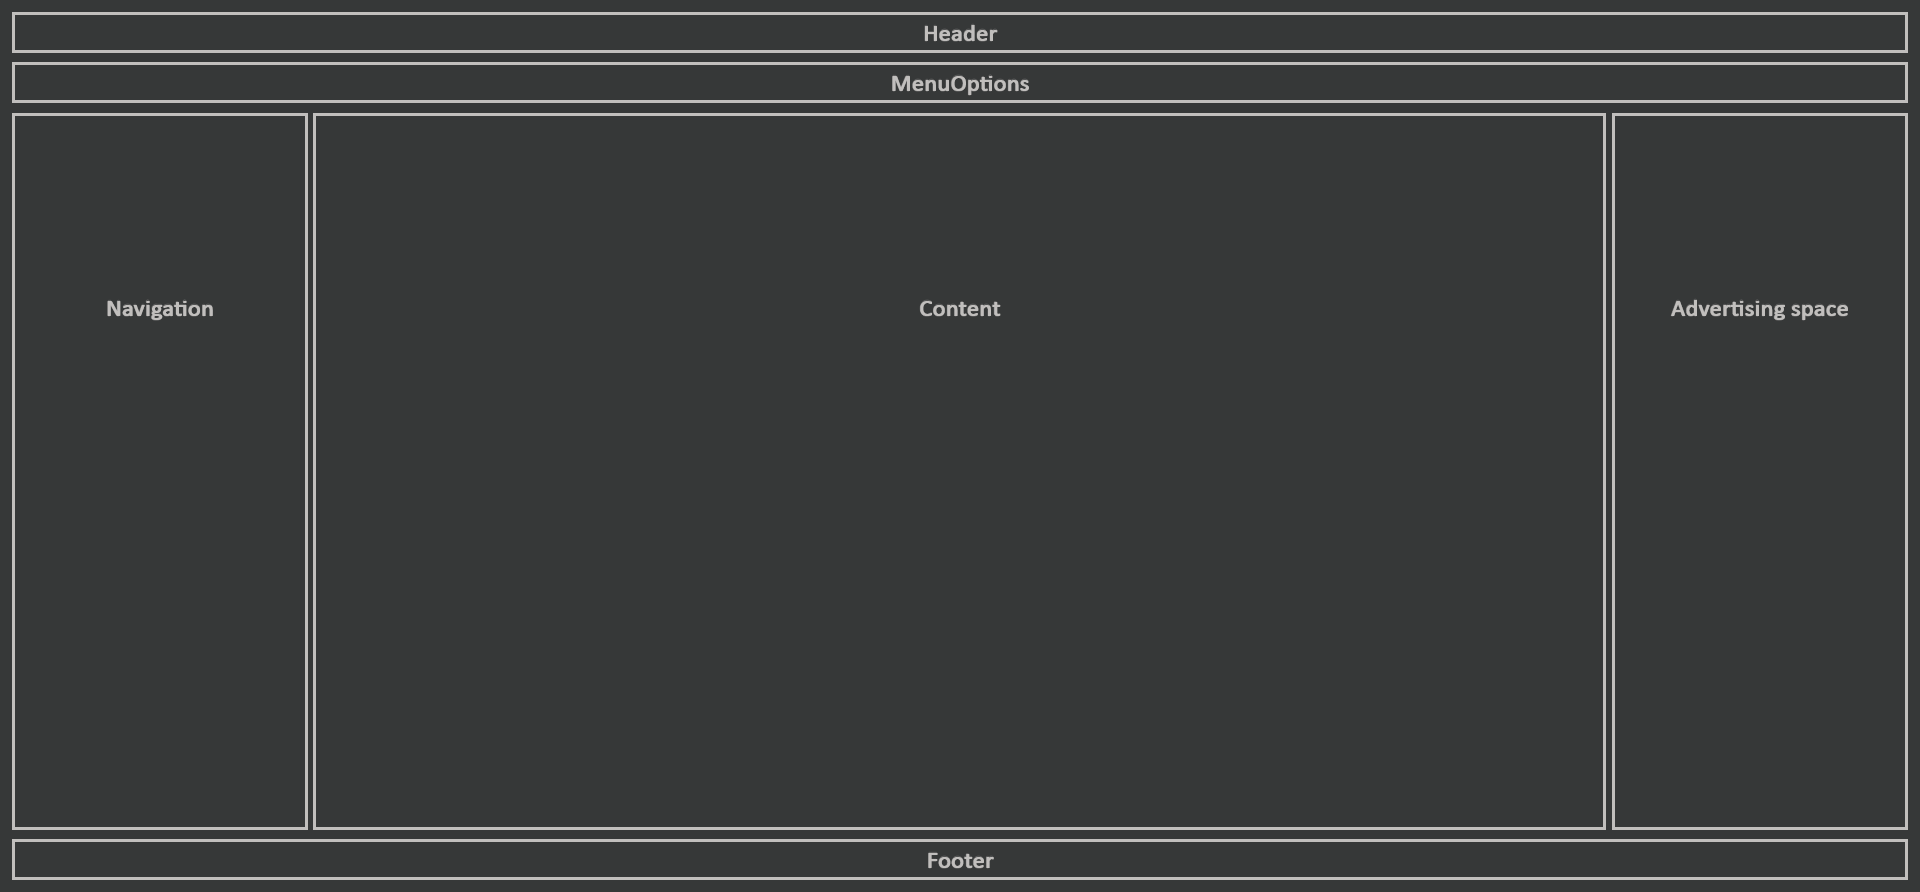 Header
MenuOptions
Navigation
Content
Advertising space
Footer